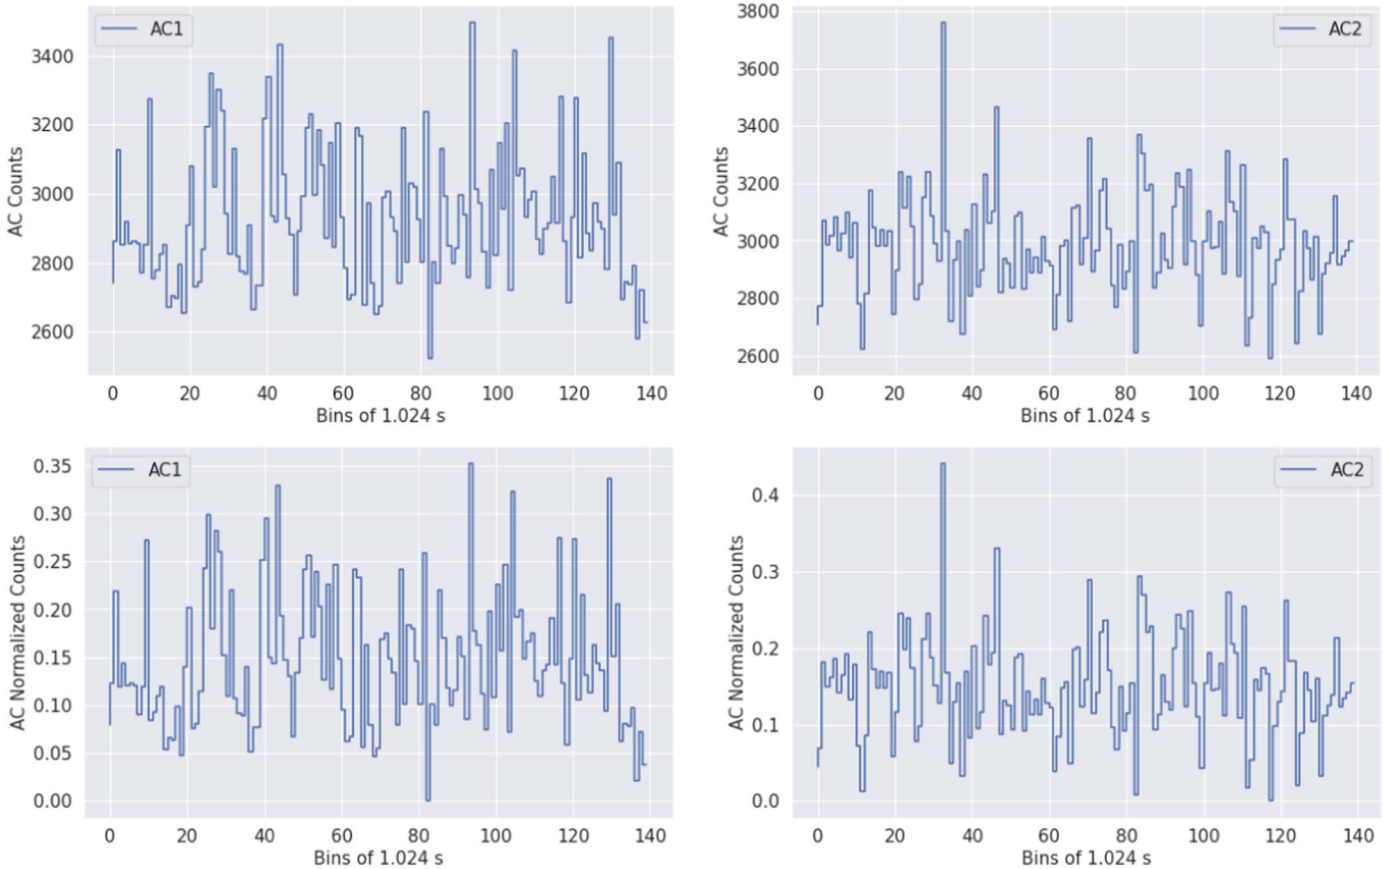 AC1
AC Counts
3400
3200
3000
2800
2600
0 20 40 60 80 100 120 140
Bins of 1.024 s
AC2
AC Counts
3800
3600
3400
3200
3000
2800
2600
0 20 40 60 80 100 120 140
Bins of 1.024 s
AC1
AC Normalized Counts
0.35
0.30
0.25
0.20
0.15
0.10
0.05
0.00
0 20 40 60 80 100 120 140
Bins of 1.024 s
AC2
AC Normalized Counts
0.4
0.3
0.2
0.1
0.0
0 20 40 60 80 100 120 140
Bins of 1.024 s